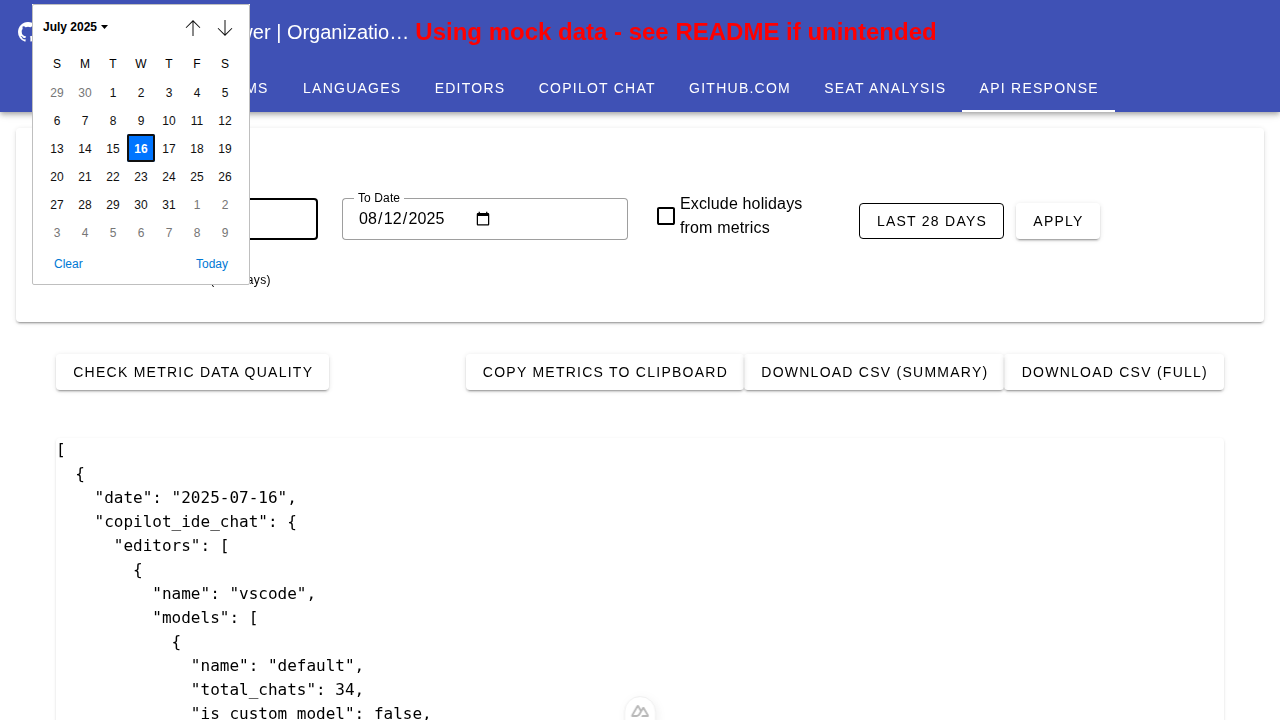 July 2025
wer | Organizatio… Using mock data - see README if unintended
MS LANGUAGES EDITORS COPILOT CHAT GITHUB.COM SEAT ANALYSIS API RESPONSE
S M T W T F S
29 30 1 2 3 4 5
6 7 8 9 10 11 12
13 14 15 16 17 18 19
20 21 22 23 24 25 26
27 28 29 30 31 1 2
3 4 5 6 7 8 9
Clear Today
To Date
08/12/2025
Exclude holidays
from metrics
LAST 28 DAYS
APPLY
ays)
CHECK METRIC DATA QUALITY
COPY METRICS TO CLIPBOARD
DOWNLOAD CSV (SUMMARY)
DOWNLOAD CSV (FULL)
[
{
"date": "2025-07-16",
"copilot_ide_chat": {
"editors": [
{
"name": "vscode",
"models": [
{
"name": "default",
"total_chats": 34,
"is_custom_model": false,